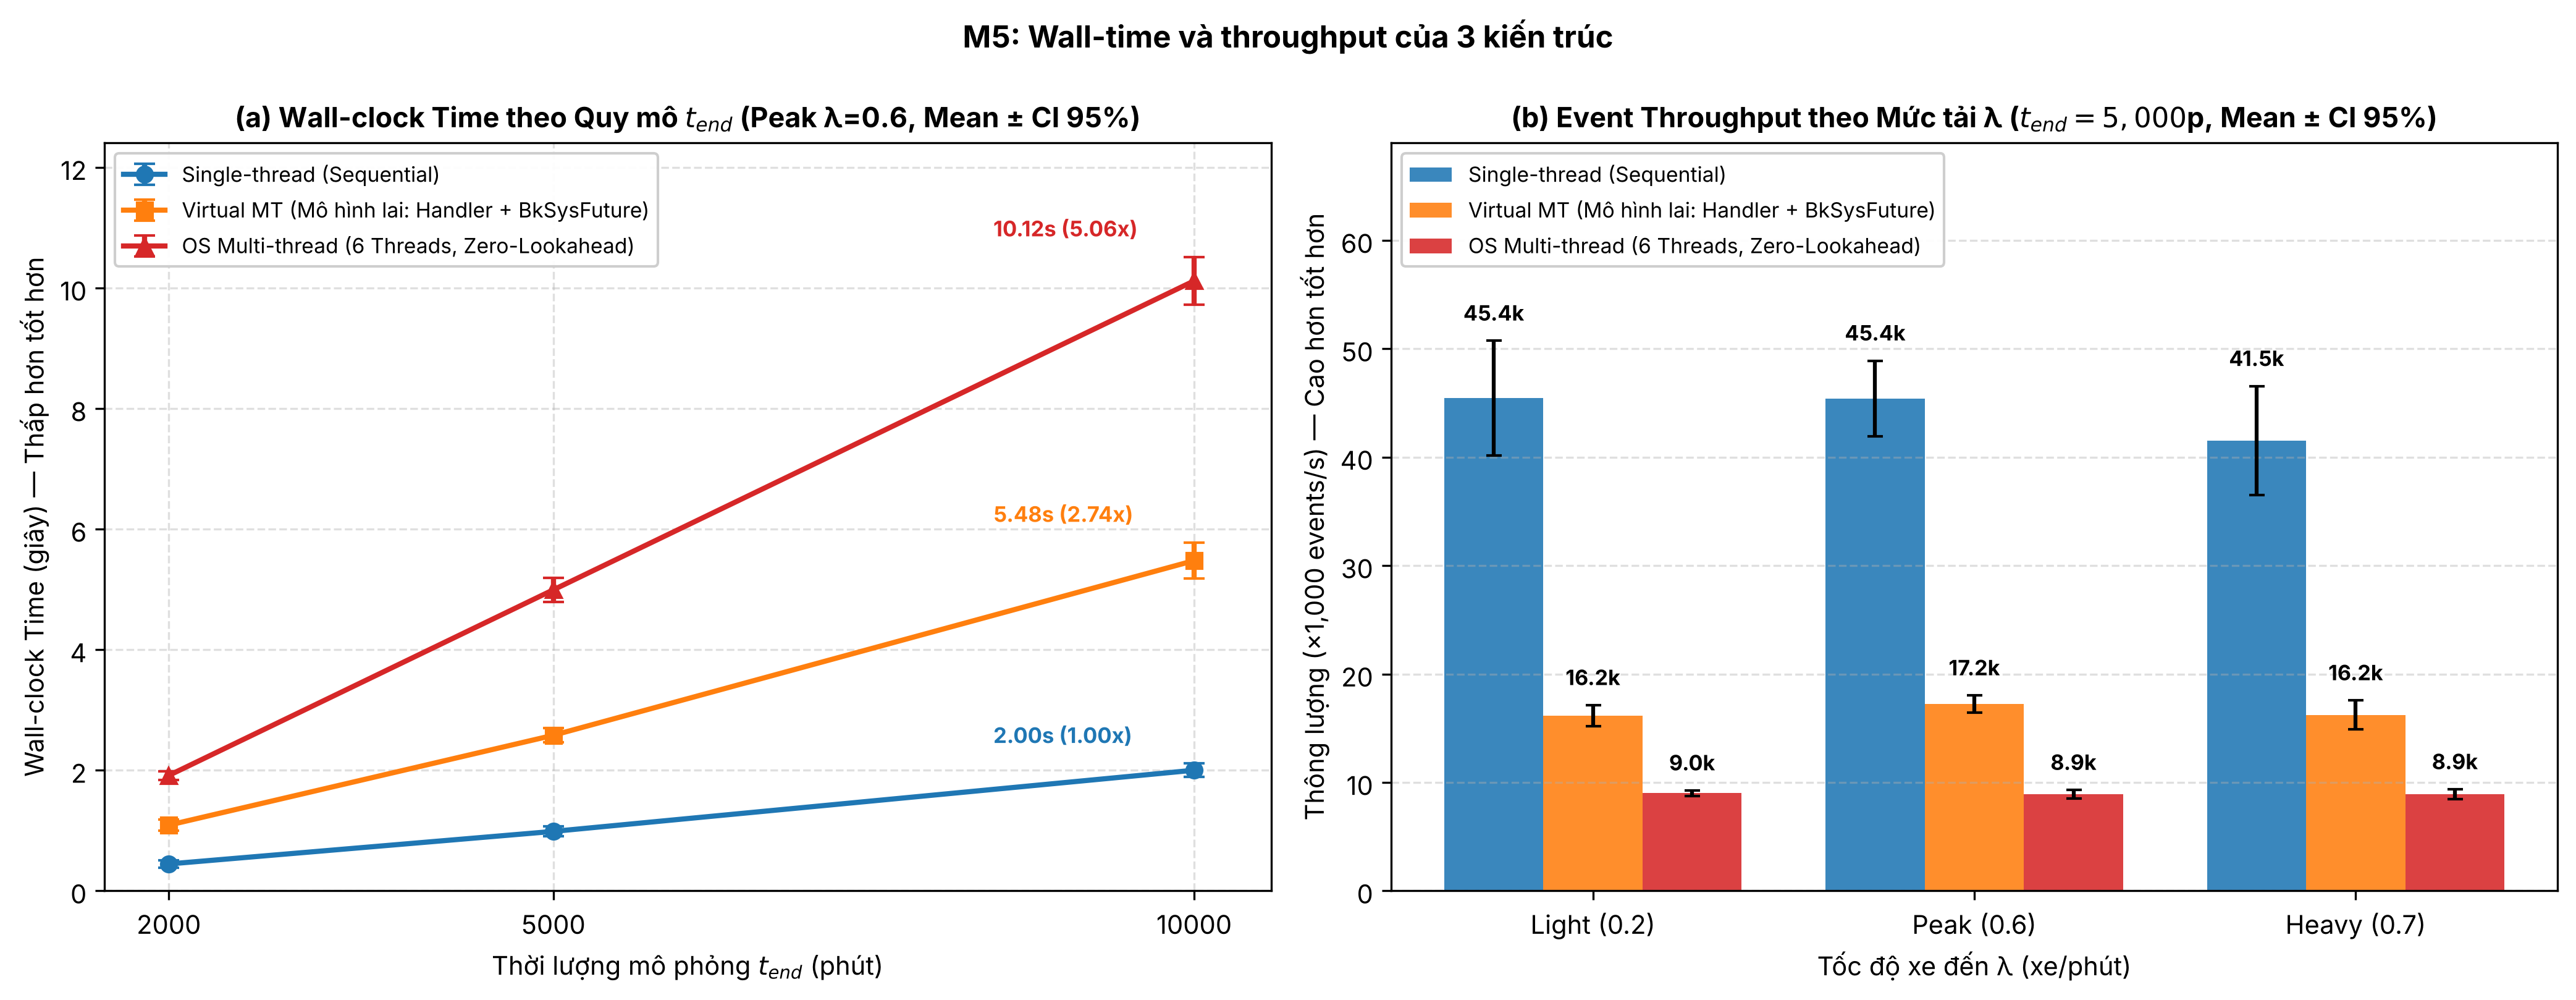 M5: Wall-time và throughput của 3 kiến trúc
(a) Wall-clock Time theo Quy mô t_end (Peak λ=0.6, Mean ± CI 95%)
Wall-clock Time (giây) — Thấp hơn tốt hơn
12
10
8
6
4
2
0
Single-thread (Sequential)
Virtual MT (Mô hình lai: Handler + BkSysFuture)
OS Multi-thread (6 Threads, Zero-Lookahead)
10.12s (5.06x)
5.48s (2.74x)
2.00s (1.00x)
2000
5000
10000
Thời lượng mô phỏng t_end (phút)
(b) Event Throughput theo Mức tải λ (t_end = 5, 000p, Mean ± CI 95%)
Thông lượng (×1,000 events/s) — Cao hơn tốt hơn
60
50
40
30
20
10
0
Single-thread (Sequential)
Virtual MT (Mô hình lai: Handler + BkSysFuture)
OS Multi-thread (6 Threads, Zero-Lookahead)
45.4k
16.2k
9.0k
45.4k
17.2k
8.9k
41.5k
16.2k
8.9k
Light (0.2)
Peak (0.6)
Heavy (0.7)
Tốc độ xe đến λ (xe/phút)